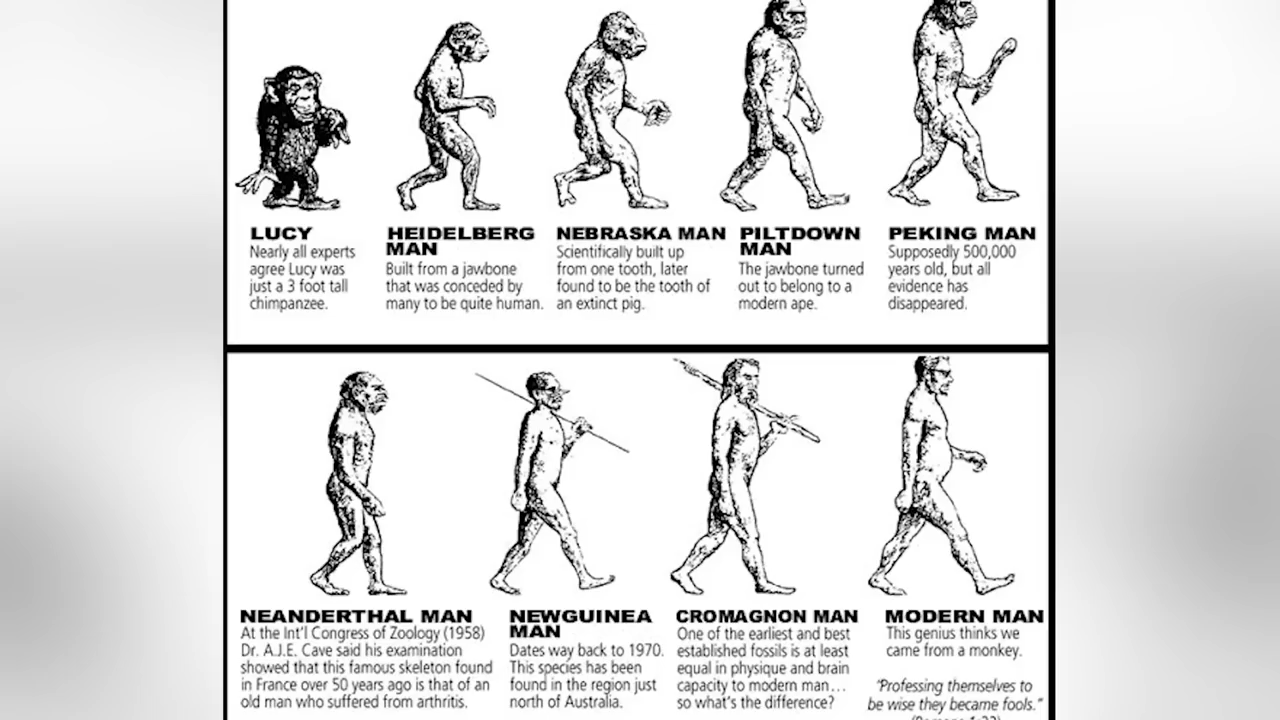 LUCY
Nearly all experts
agree Lucy was
just a 3 foot tall
chimpanzee.
HEIDELBERG
MAN
Built from a jawbone
that was conceded by
many to be quite human.
NEBRASKA MAN
Scientifically built up
from one tooth, later
found to be the tooth of
an extinct pig.
PILTDOWN
MAN
The jawbone turned
out to belong to a
modern ape.
PEKING MAN
Supposedly 500,000
years old, but all
evidence has
disappeared.
NEANDERTHAL MAN
At the Int'l Congress of Zoology (1958)
Dr. A.J.E. Cave said his examination
showed that this famous skeleton found
in France over 50 years ago is that of an
old man who suffered from arthritis.
NEWGUINEA
MAN
Dates way back to 1970.
This species has been
found in the region just
north of Australia.
CROMAGNON MAN
One of the earliest and best
established fossils is at least
equal in physique and brain
capacity to modern man...
so what's the difference?
MODERN MAN
This genius thinks we
came from a monkey.
"Professing themselves to
be wise they became fools."